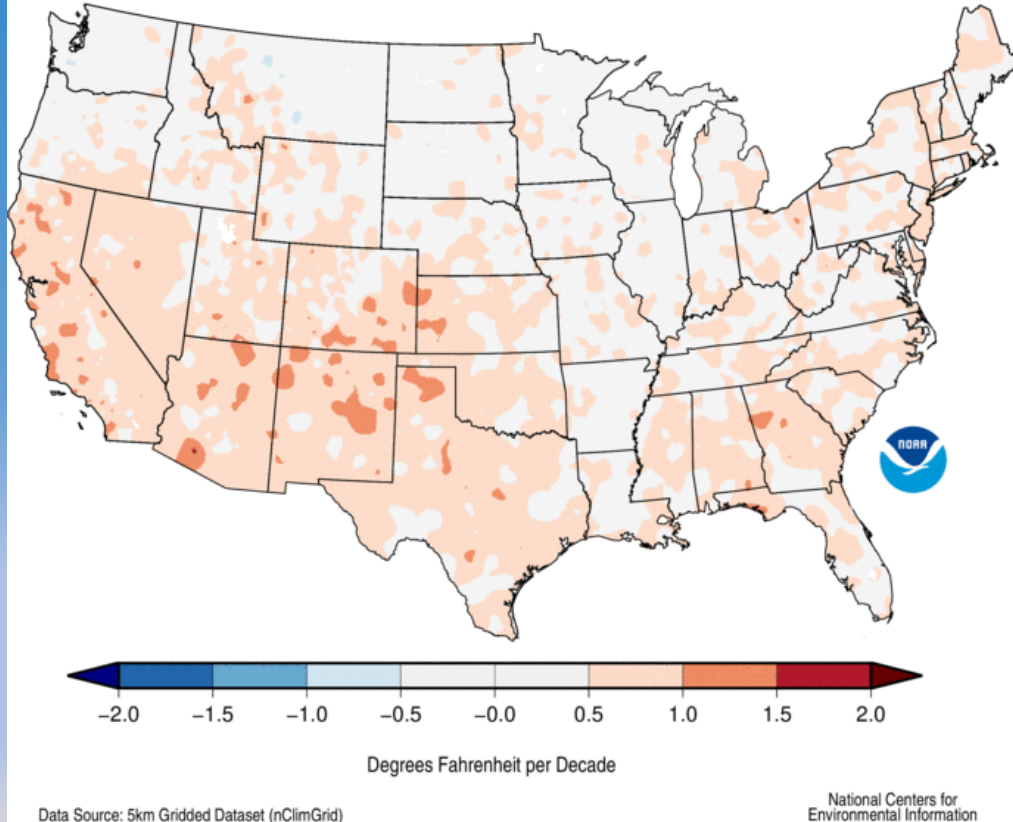 NOAA
−2.0 −1.5 −1.0 −0.5 −0.0 0.5 1.0 1.5 2.0
Degrees Fahrenheit per Decade
National Centers for
Data Source: 5km Gridded Dataset (nClimGrid) Environmental Information